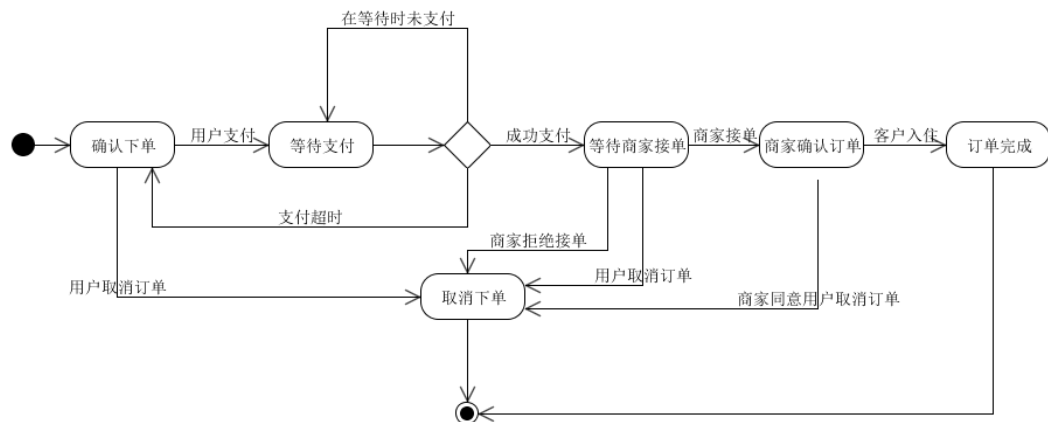 在等待时未支付
确认下单
用户支付
等待支付
成功支付
等待商家接单
商家接单
商家确认订单
客户入住
订单完成
支付超时
商家拒绝接单
用户取消订单
用户取消订单
取消下单
商家同意用户取消订单